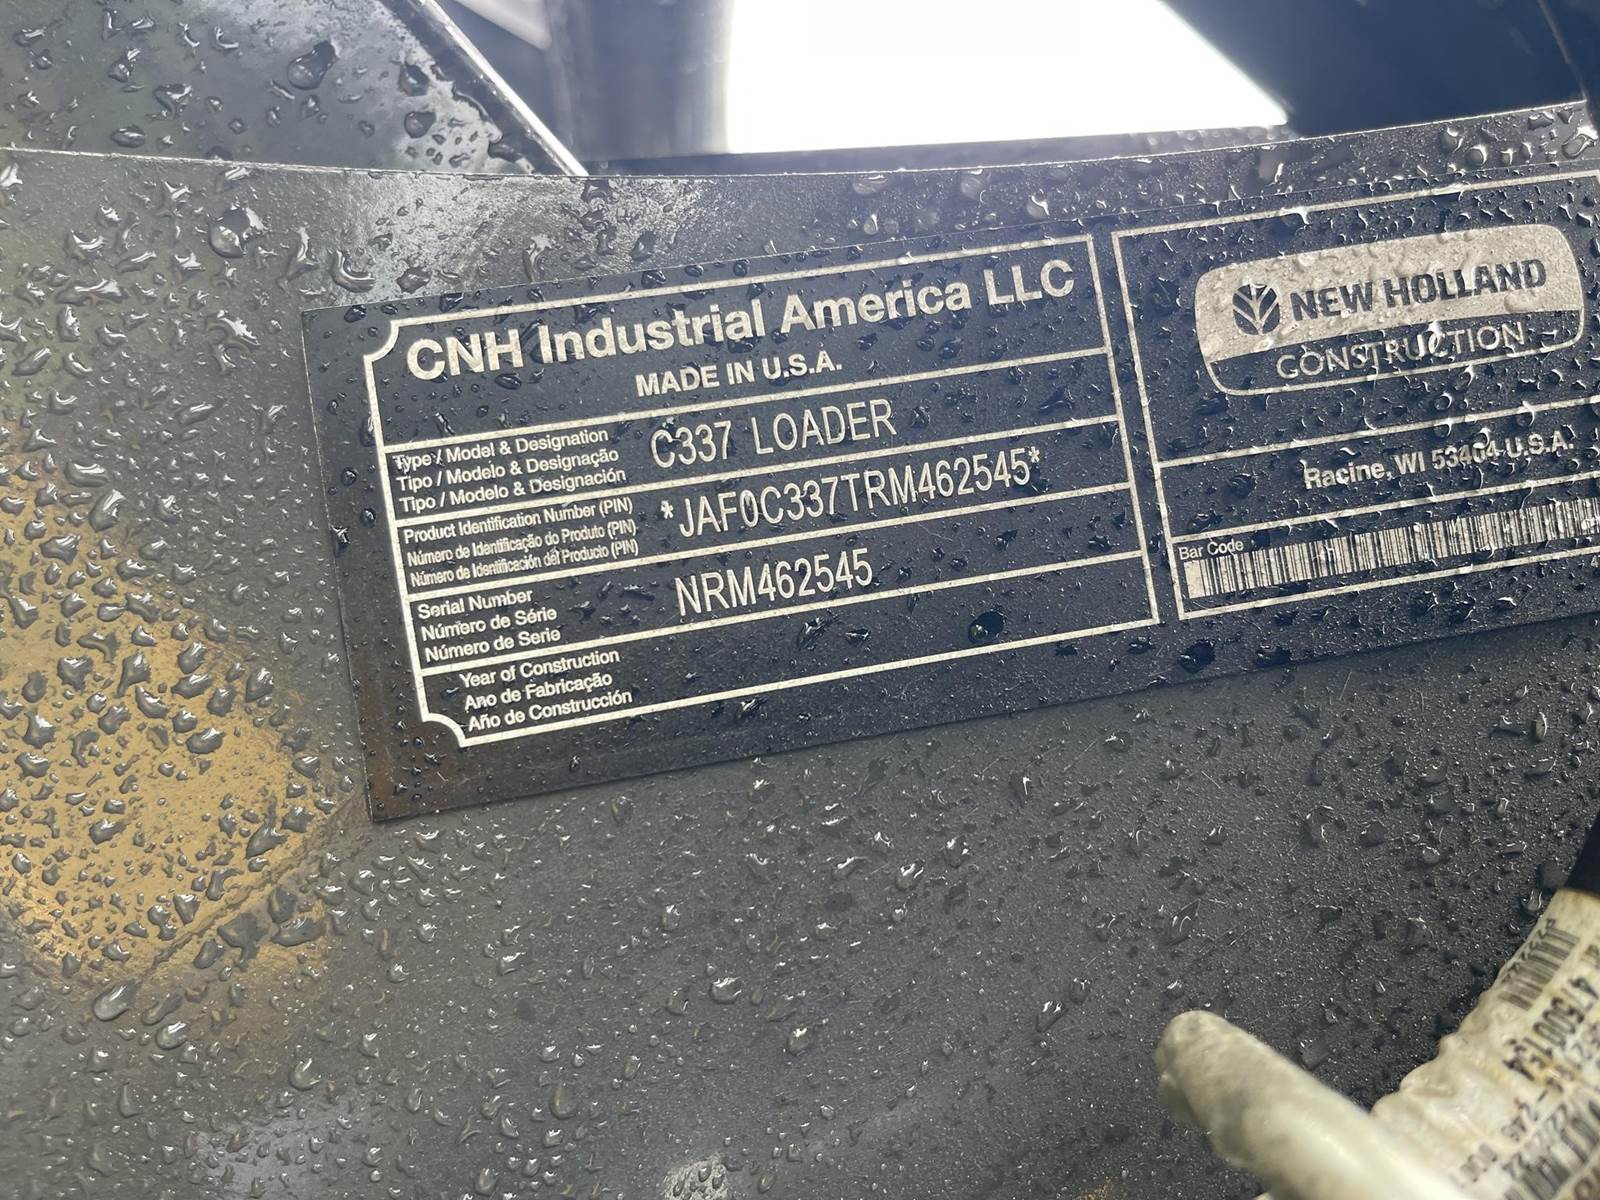 CNH Industrial America LLC
MADE IN U.S.A.
Type / Model & Designation
Tipo / Modelo & Designação
Tipo / Modelo & Designación
C337 LOADER
Product Identification Number (PIN)
Número de Identificação do Produto (PIN)
Número de Identificación del Producto (PIN)
*JAF0C337TRM462545*
Serial Number
Número de Série
Número de Serie
NRM462545
Year of Construction
Ano de Fabricação
Año de Construcción
NEW HOLLAND
CONSTRUCTION
Racine, WI 53404 U.S.A.
Bar Code